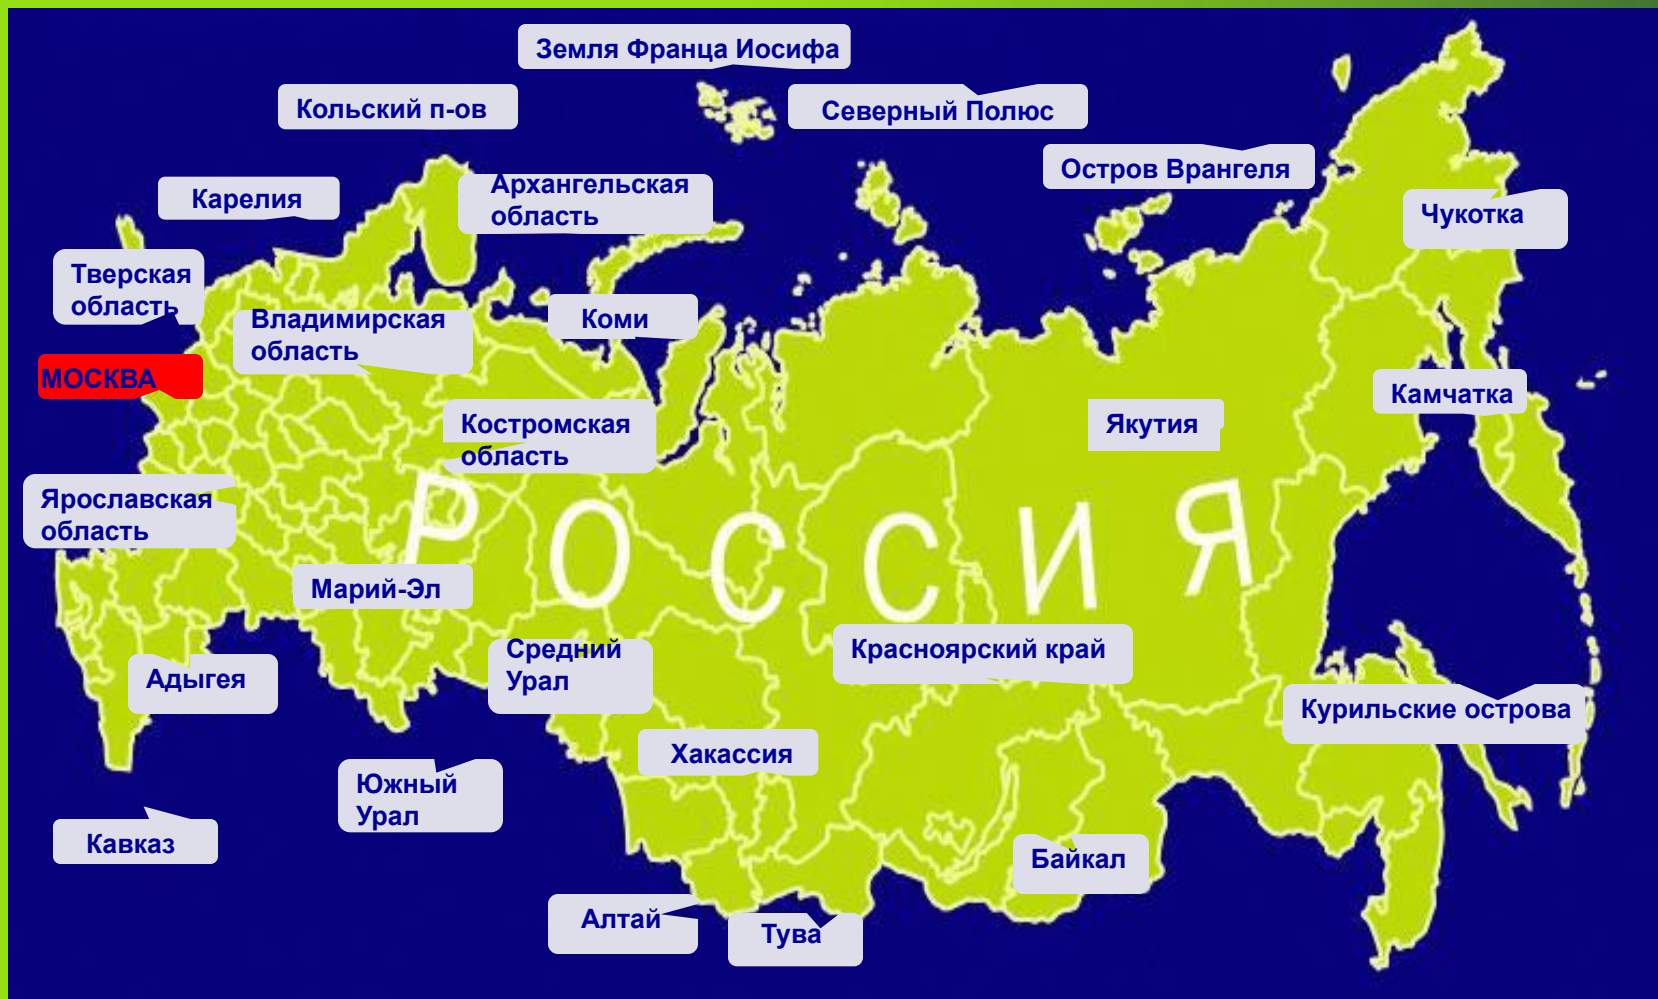 Земля Франца Иосифа
Кольский п-ов
Северный Полюс
Остров Врангеля
Карелия
Архангельская
область
Чукотка
Тверская
область
Владимирская
область
Коми
МОСКВА
Камчатка
Костромская
область
Якутия
Ярославская
область
РОССИЯ
Марий-Эл
Средний
Урал
Красноярский край
Адыгея
Курильские острова
Хакассия
Южный
Урал
Кавказ
Байкал
Алтай
Тува